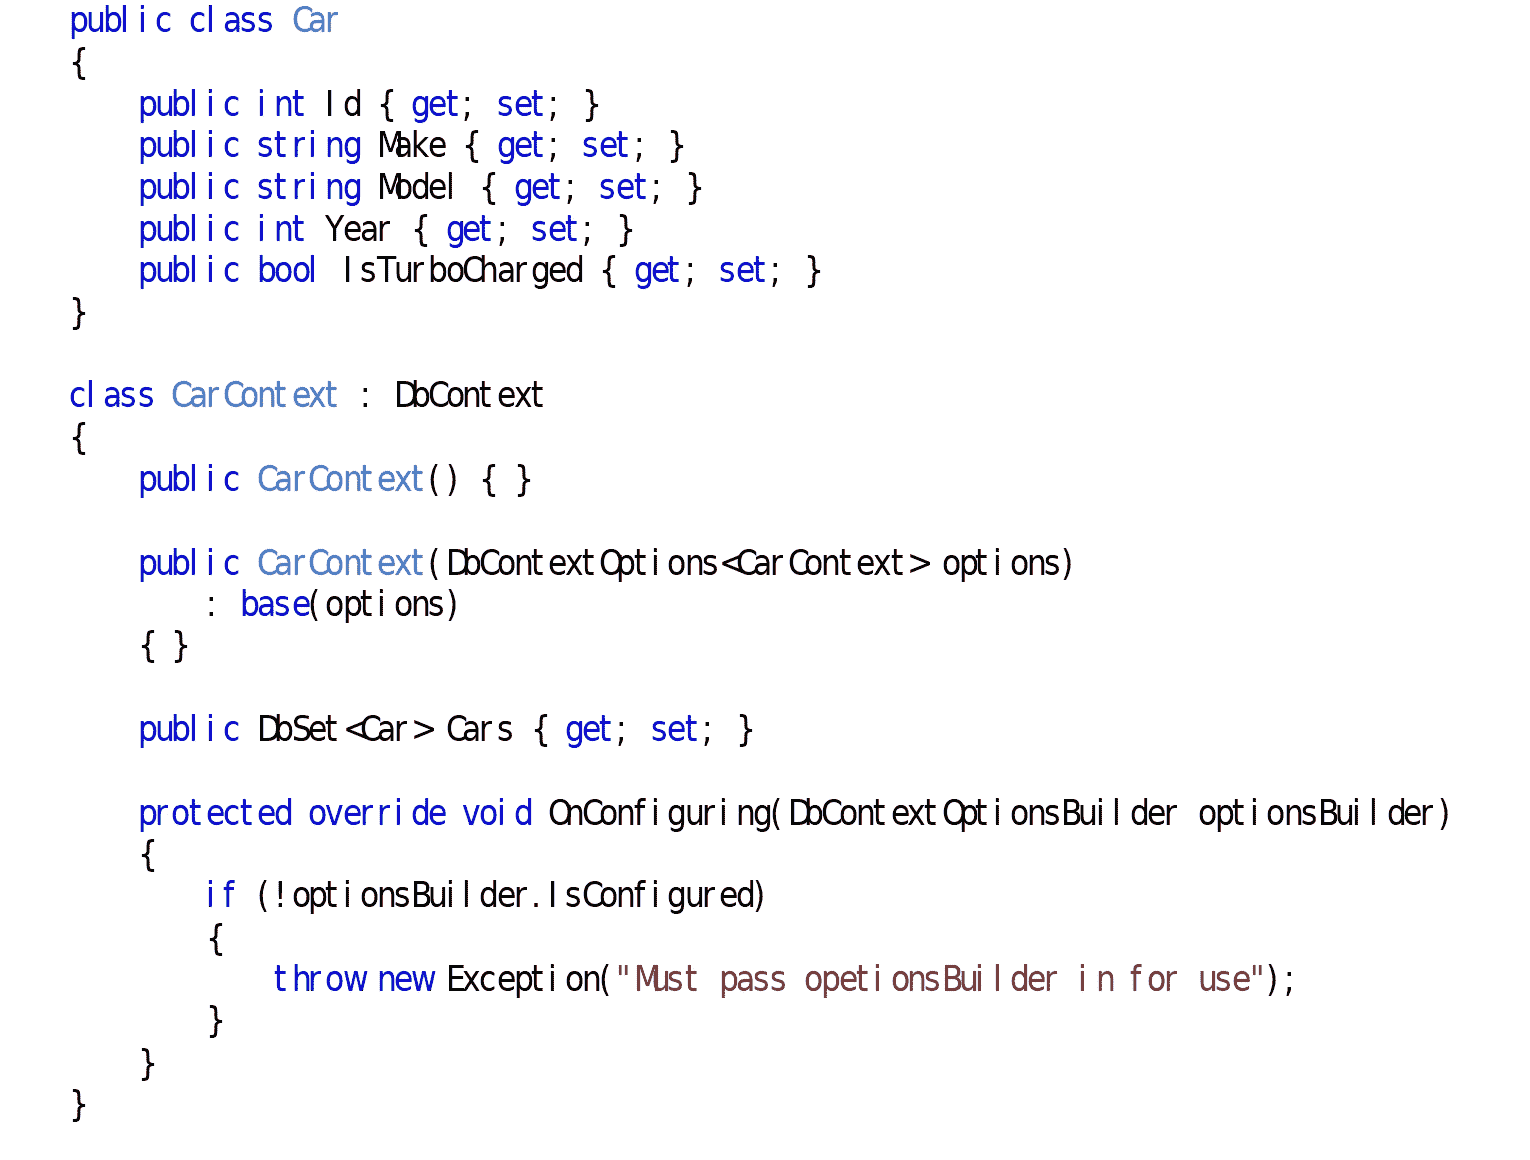 public class Car
{
    public int Id { get; set; }
    public string Make { get; set; }
    public string Model { get; set; }
    public int Year { get; set; }
    public bool IsTurboCharged { get; set; }
}

class CarContext : DbContext
{
    public CarContext() { }

    public CarContext(DbContextOptions<CarContext> options)
        : base(options)
    { }

    public DbSet<Car> Cars { get; set; }

    protected override void OnConfiguring(DbContextOptionsBuilder optionsBuilder)
    {
        if (!optionsBuilder.IsConfigured)
        {
            throw new Exception("Must pass opetionsBuilder in for use");
        }
    }
}